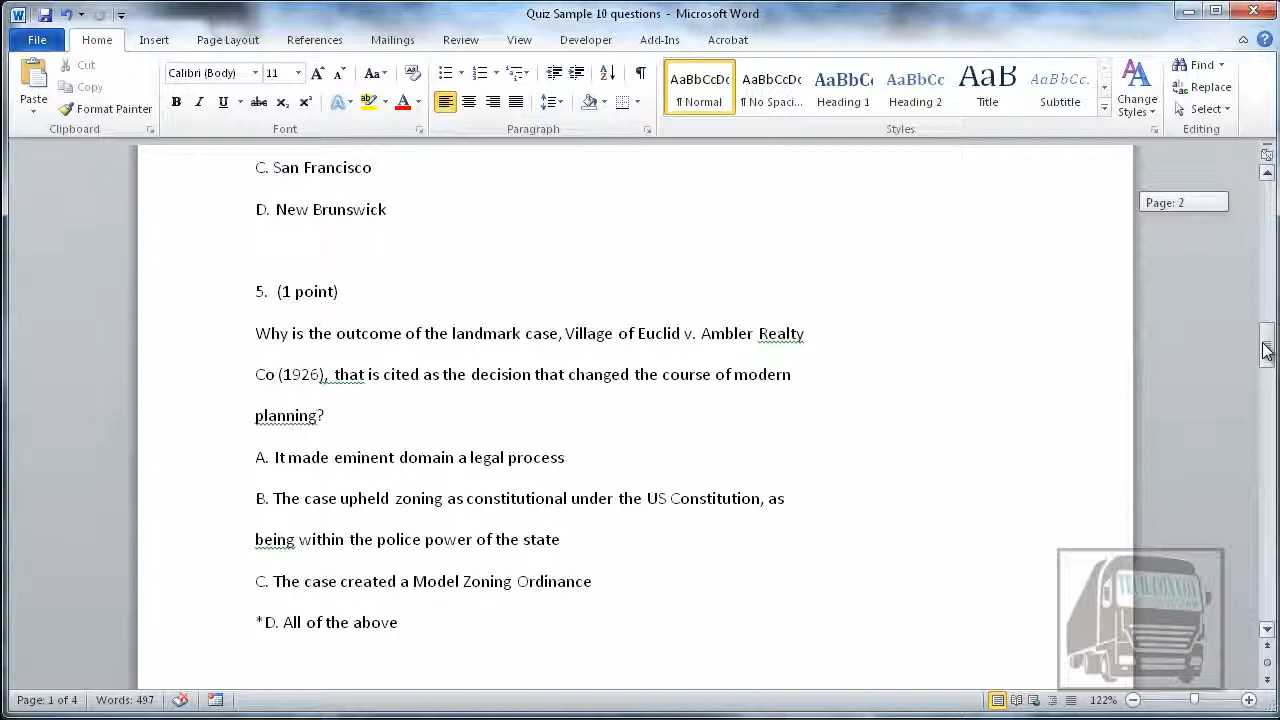 Quiz Sample 10 questions - Microsoft Word
File Home Insert Page Layout References Mailings Review View Developer Add-Ins Acrobat
Paste
Cut
Copy
Format Painter
Clipboard
Calibri (Body) 11
Font
Paragraph
AaBbCcDc AaBbCcDc AaBbC AaBbCc AaB AaBbCc.
¶ Normal ¶ No Spaci... Heading 1 Heading 2 Title Subtitle
Change Styles
Styles
Find
Replace
Select
Editing
C. San Francisco
D. New Brunswick
Page: 2
5. (1 point)
Why is the outcome of the landmark case, Village of Euclid v. Ambler Realty
Co (1926), that is cited as the decision that changed the course of modern
planning?
A. It made eminent domain a legal process
B. The case upheld zoning as constitutional under the US Constitution, as
being within the police power of the state
C. The case created a Model Zoning Ordinance
*D. All of the above
Page: 1 of 4 Words: 497 122%